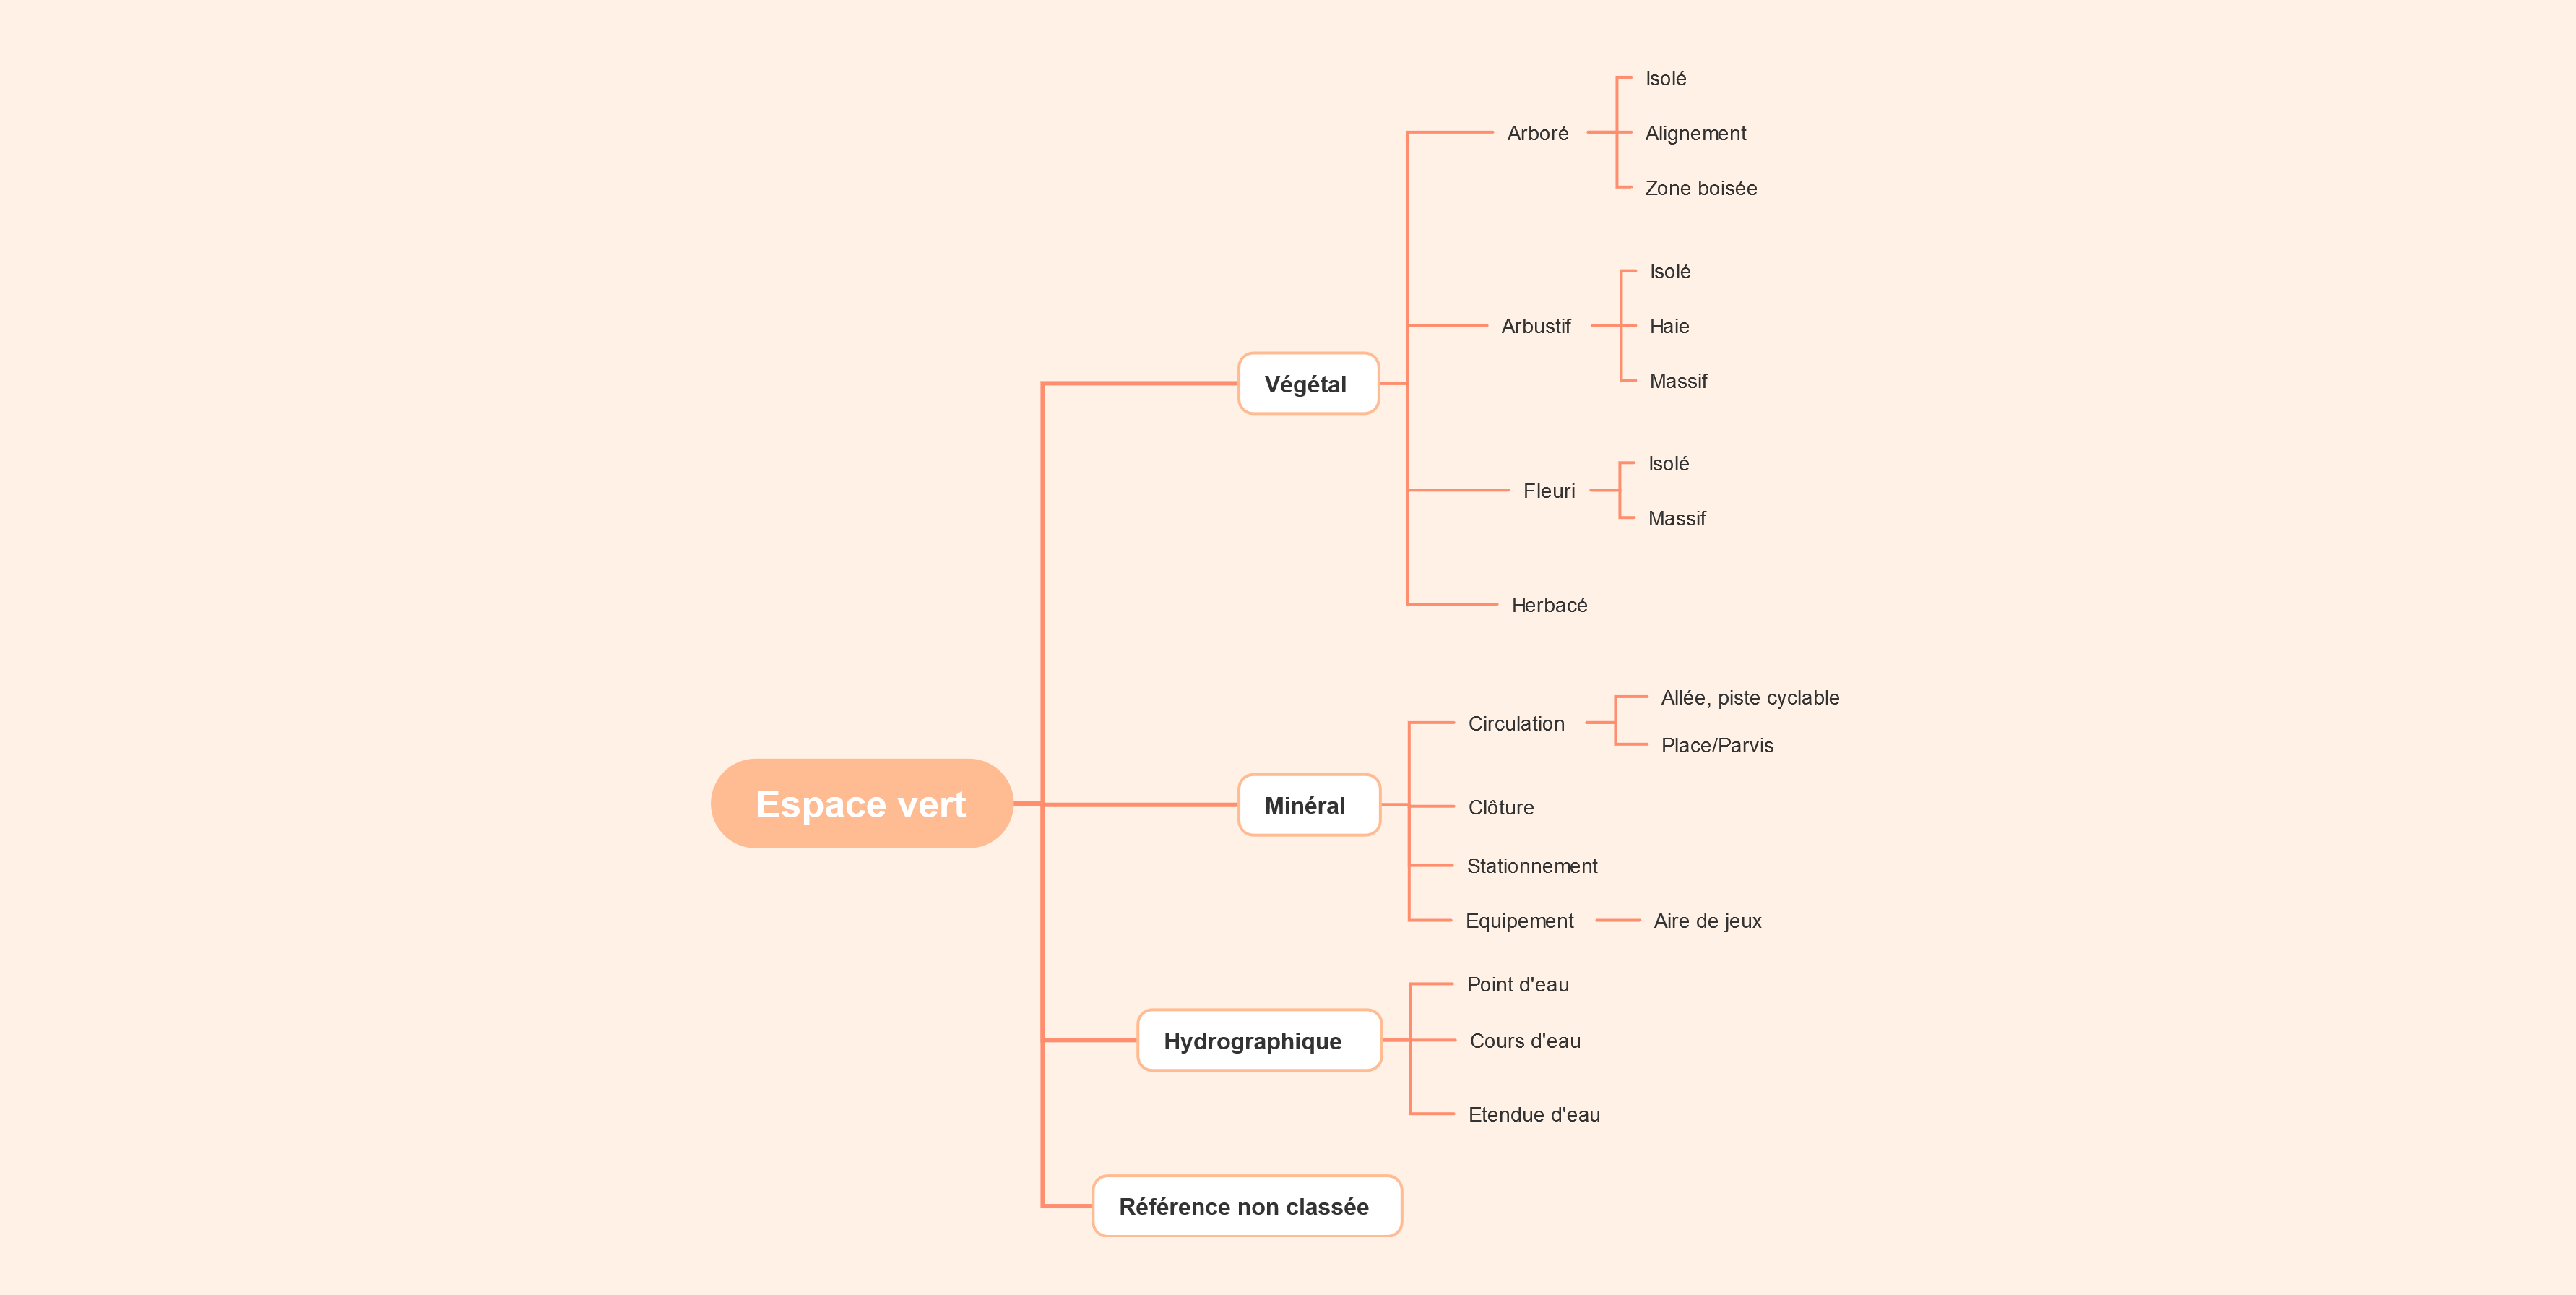 Espace vert
Végétal
Arboré
Isolé
Alignement
Zone boisée
Arbustif
Isolé
Haie
Massif
Fleuri
Isolé
Massif
Herbacé
Minéral
Circulation
Allée, piste cyclable
Place/Parvis
Clôture
Stationnement
Equipement
Aire de jeux
Hydrographique
Point d'eau
Cours d'eau
Etendue d'eau
Référence non classée